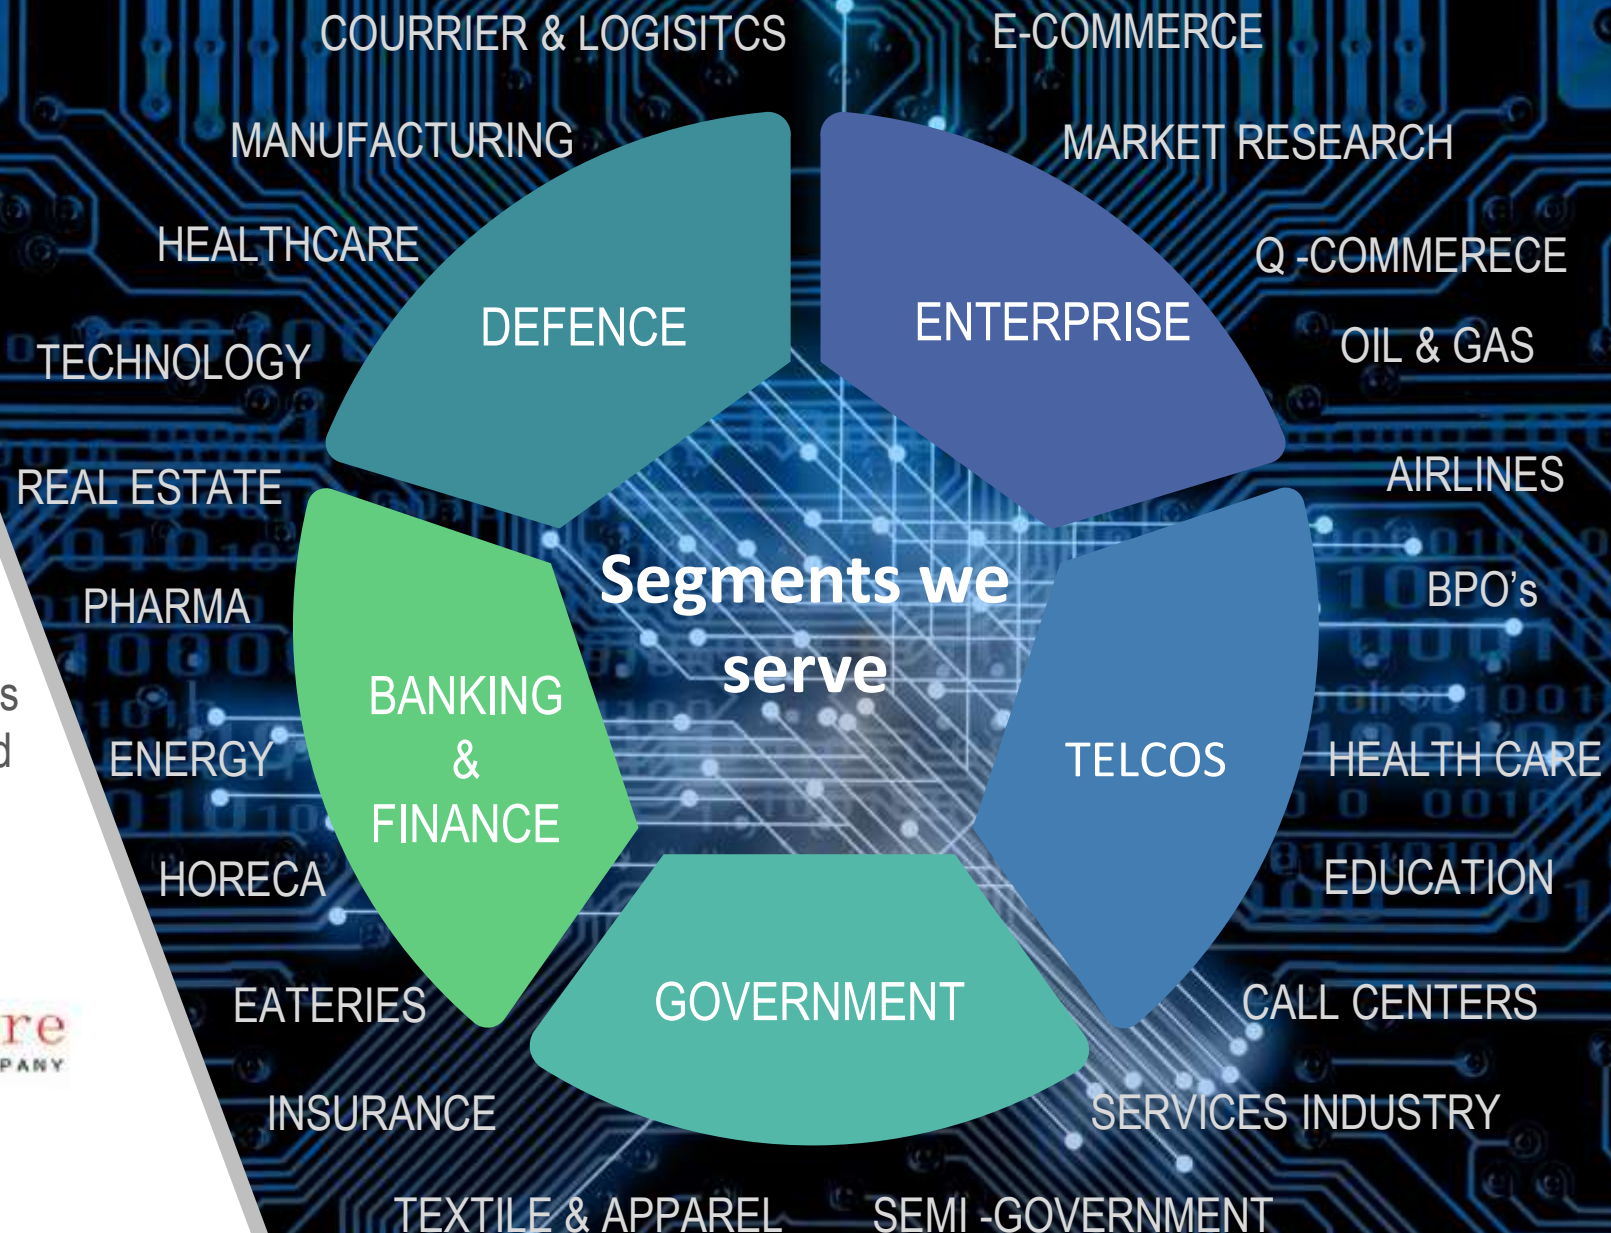 COURRIER & LOGISITCS
E-COMMERCE
MANUFACTURING
MARKET RESEARCH
HEALTHCARE
Q -COMMERECE
DEFENCE
ENTERPRISE
TECHNOLOGY
OIL & GAS
REAL ESTATE
AIRLINES
Segments we
serve
PHARMA
BPO's
BANKING
&
FINANCE
TELCOS
ENERGY
HEALTH CARE
HORECA
EDUCATION
EATERIES
GOVERNMENT
CALL CENTERS
INSURANCE
SERVICES INDUSTRY
TEXTILE & APPAREL
SEMI -GOVERNMENT